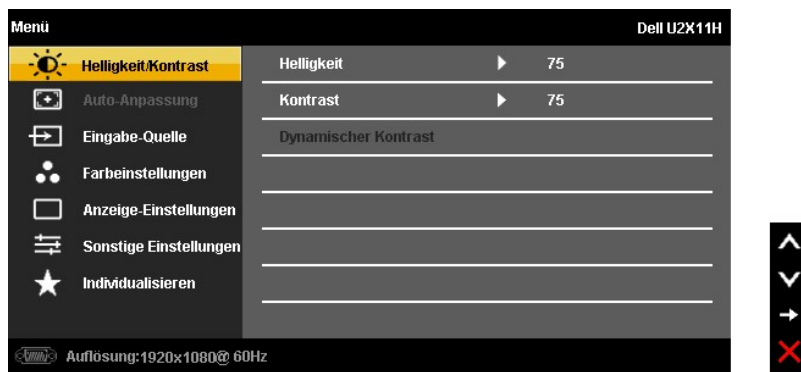 Menü Dell U2X11H
Helligkeit/Kontrast Helligkeit 75
Auto-Anpassung Kontrast 75
Eingabe-Quelle Dynamischer Kontrast
Farbeinstellungen
Anzeige-Einstellungen
Sonstige Einstellungen
Individualisieren
Auflösung:1920x1080@ 60Hz